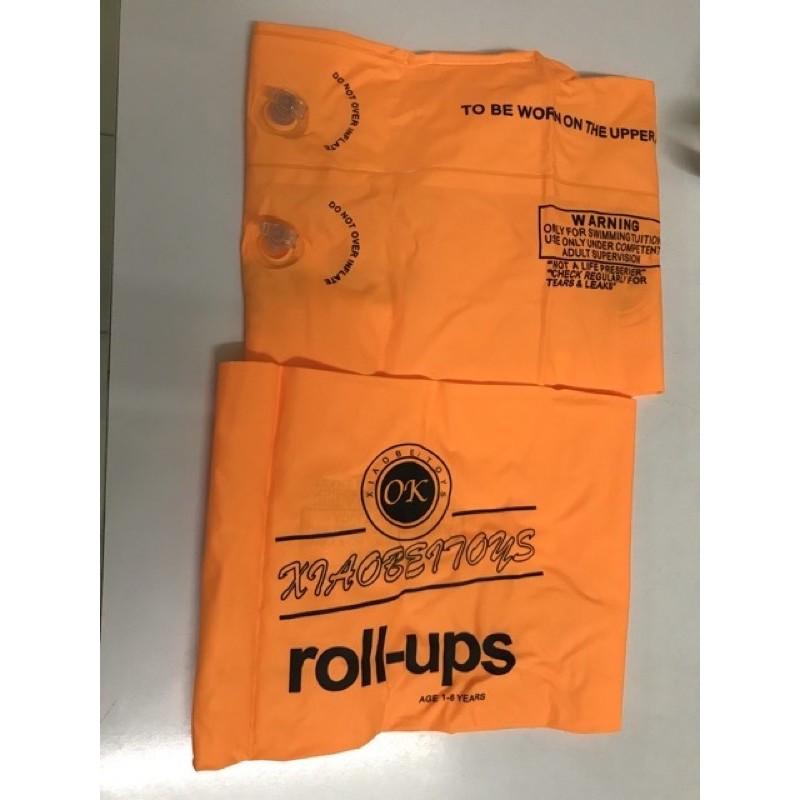 DO NOT OVER INFLATE
TO BE WORN ON THE UPPER
DO NOT OVER INFLATE
WARNING
ONLY FOR SWIMMING TUITION
USE ONLY UNDER COMPETENT
ADULT SUPERVISION
"NOT A LIFE PRESERIER"
"CHECK REGULARLY FOR
TEARS & LEAKS"
XIAOBEITOYS
OK
XIAOBEITOYS
roll-ups
AGE 1-6 YEARS